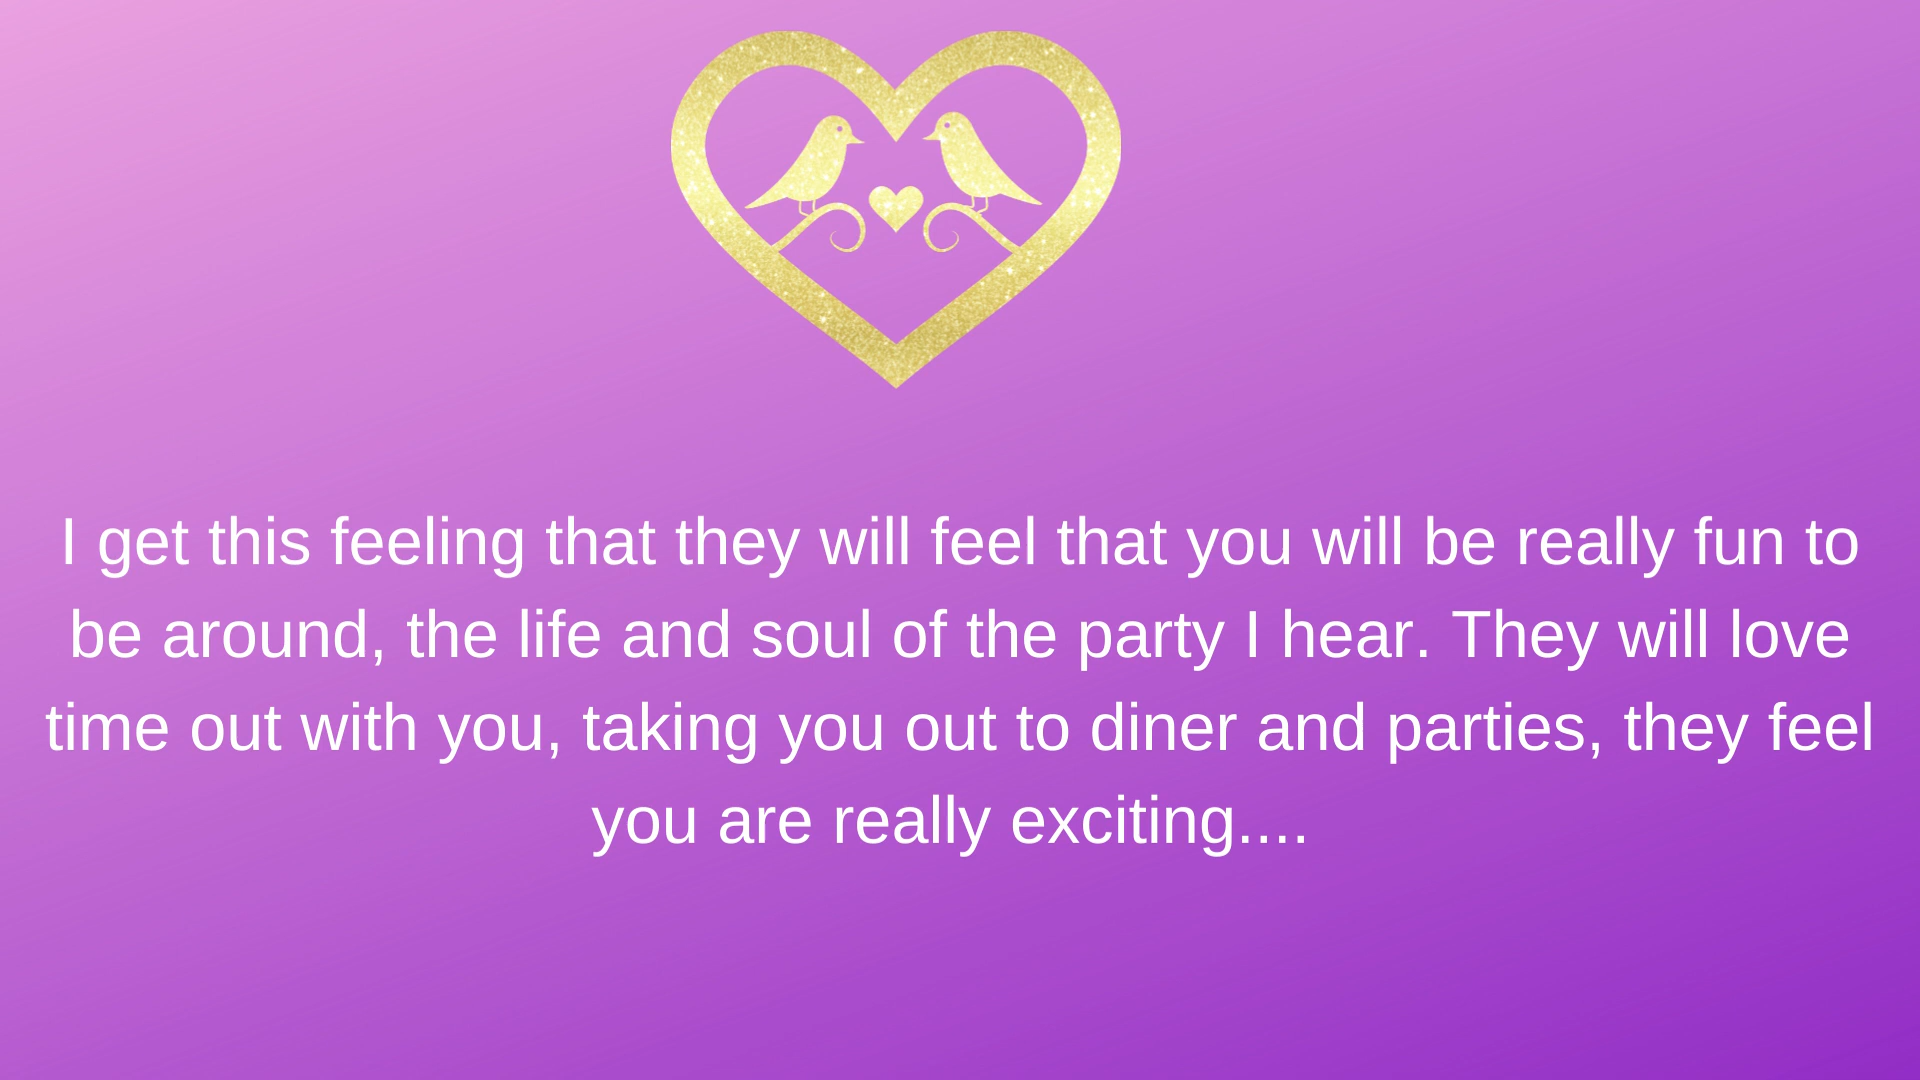 I get this feeling that they will feel that you will be really fun to
be around, the life and soul of the party I hear. They will love
time out with you, taking you out to diner and parties, they feel
you are really exciting....